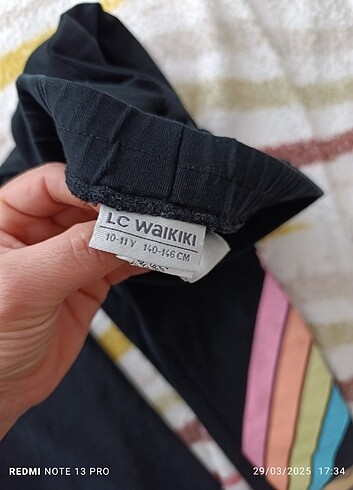 LC WAIKIKI
10-11 Y 140-146 CM
REDMI NOTE 13 PRO
29/03/2025 17:34